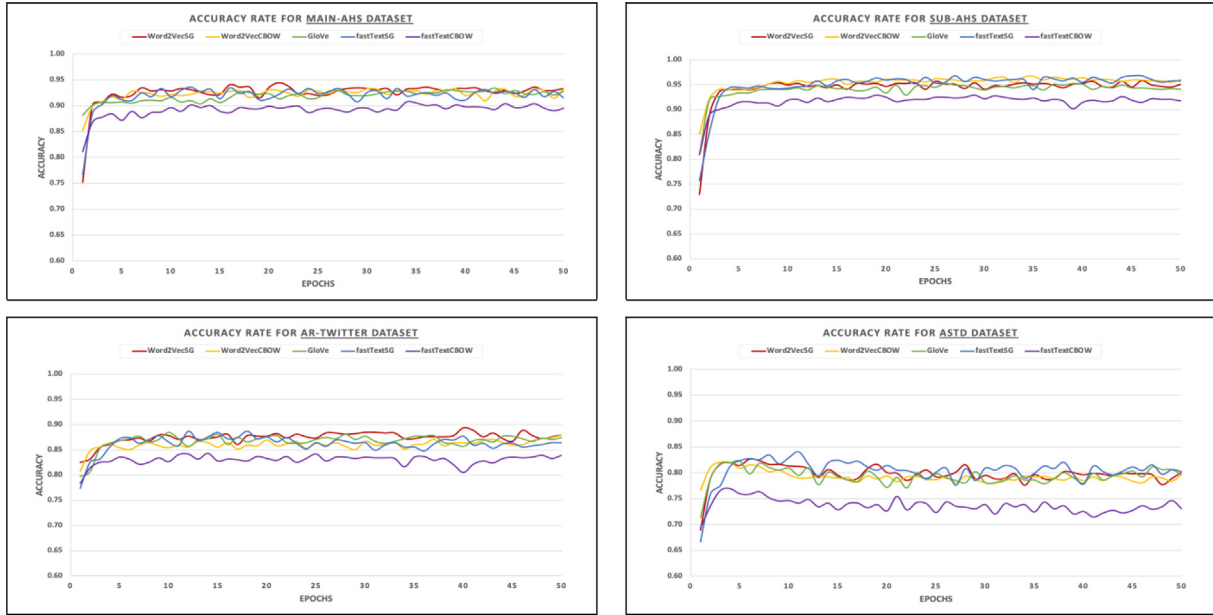 ACCURACY RATE FOR MAIN-AHS DATASET
Word2VecSG Word2VecCBOW GloVe fastTextSG fastTextCBOW
1.00
0.95
0.90
0.85
0.80
0.75
0.70
0.65
0.60
ACCURACY
0 5 10 15 20 25 30 35 40 45 50
EPOCHS
ACCURACY RATE FOR SUB-AHS DATASET
Word2VecSG Word2VecCBOW GloVe fastTextSG fastTextCBOW
1.00
0.95
0.90
0.85
0.80
0.75
0.70
0.65
0.60
ACCURACY
0 5 10 15 20 25 30 35 40 45 50
EPOCHS
ACCURACY RATE FOR AR-TWITTER DATASET
Word2VecSG Word2VecCBOW GloVe fastTextSG fastTextCBOW
1.00
0.95
0.90
0.85
0.80
0.75
0.70
0.65
0.60
ACCURACY
0 5 10 15 20 25 30 35 40 45 50
EPOCHS
ACCURACY RATE FOR ASTD DATASET
Word2VecSG Word2VecCBOW GloVe fastTextSG fastTextCBOW
1.00
0.95
0.90
0.85
0.80
0.75
0.70
0.65
0.60
ACCURACY
0 5 10 15 20 25 30 35 40 45 50
EPOCHS